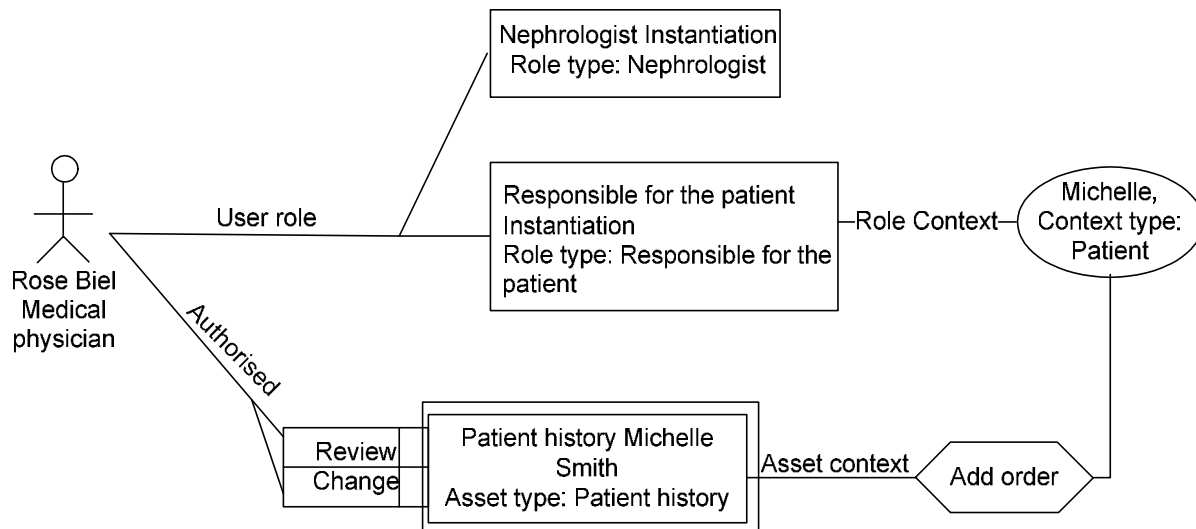 Nephrologist Instantiation
Role type: Nephrologist
User role
Responsible for the patient
Instantiation
Role type: Responsible for the
patient
Role Context
Michelle,
Context type:
Patient
Rose Biel
Medical
physician
Authorised
Review
Change
Patient history Michelle
Smith
Asset type: Patient history
Asset context
Add order